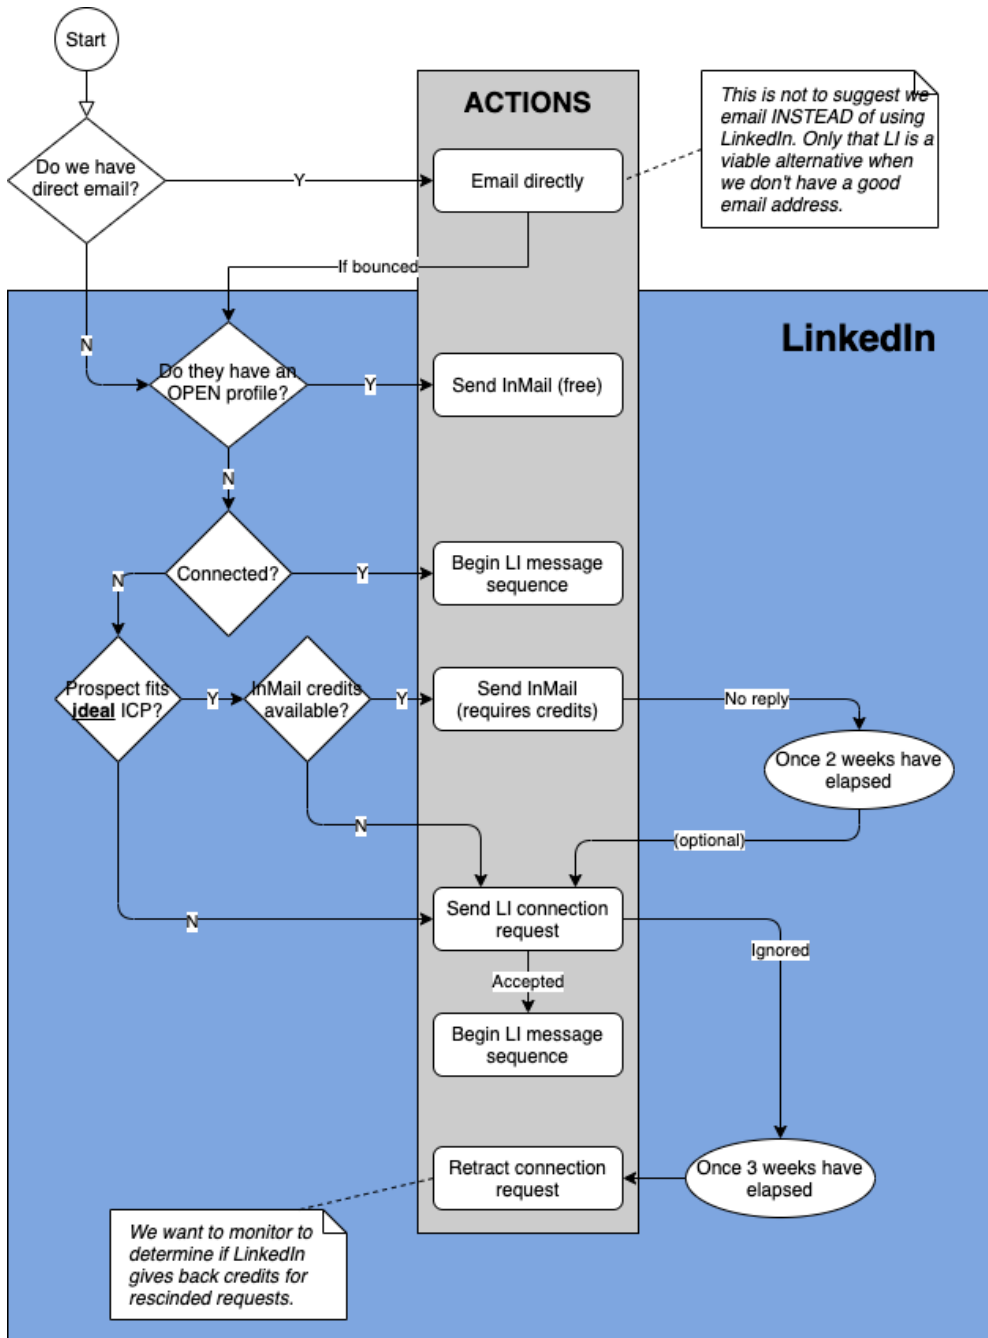 Start
ACTIONS
This is not to suggest we
email INSTEAD of using
LinkedIn. Only that LI is a
viable alternative when
we don't have a good
email address.
Do we have
direct email?
Y
Email directly
If bounced
LinkedIn
N
Do they have an
OPEN profile?
Y
Send InMail (free)
N
Connected?
Y
Begin LI message
sequence
N
Prospect fits
ideal ICP?
Y
InMail credits
available?
Y
Send InMail
(requires credits)
No reply
Once 2 weeks have
elapsed
N
(optional)
Send LI connection
request
N
Ignored
Accepted
Begin LI message
sequence
Retract connection
request
Once 3 weeks have
elapsed
We want to monitor to
determine if LinkedIn
gives back credits for
rescinded requests.